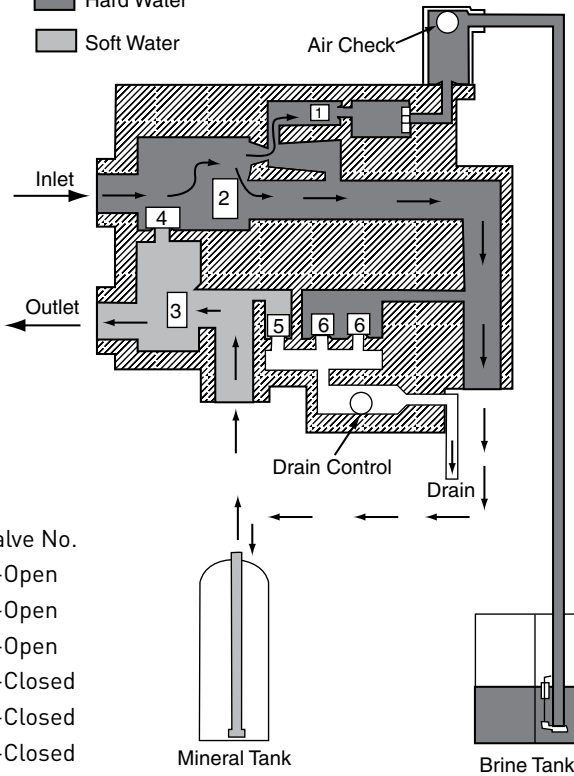 Hard Water
Soft Water
Air Check
1
Inlet
2
4
Outlet
3
5
6
6
Drain Control
Drain
alve No.
-Open
-Open
-Open
-Closed
-Closed
-Closed
Mineral Tank
Brine Tank